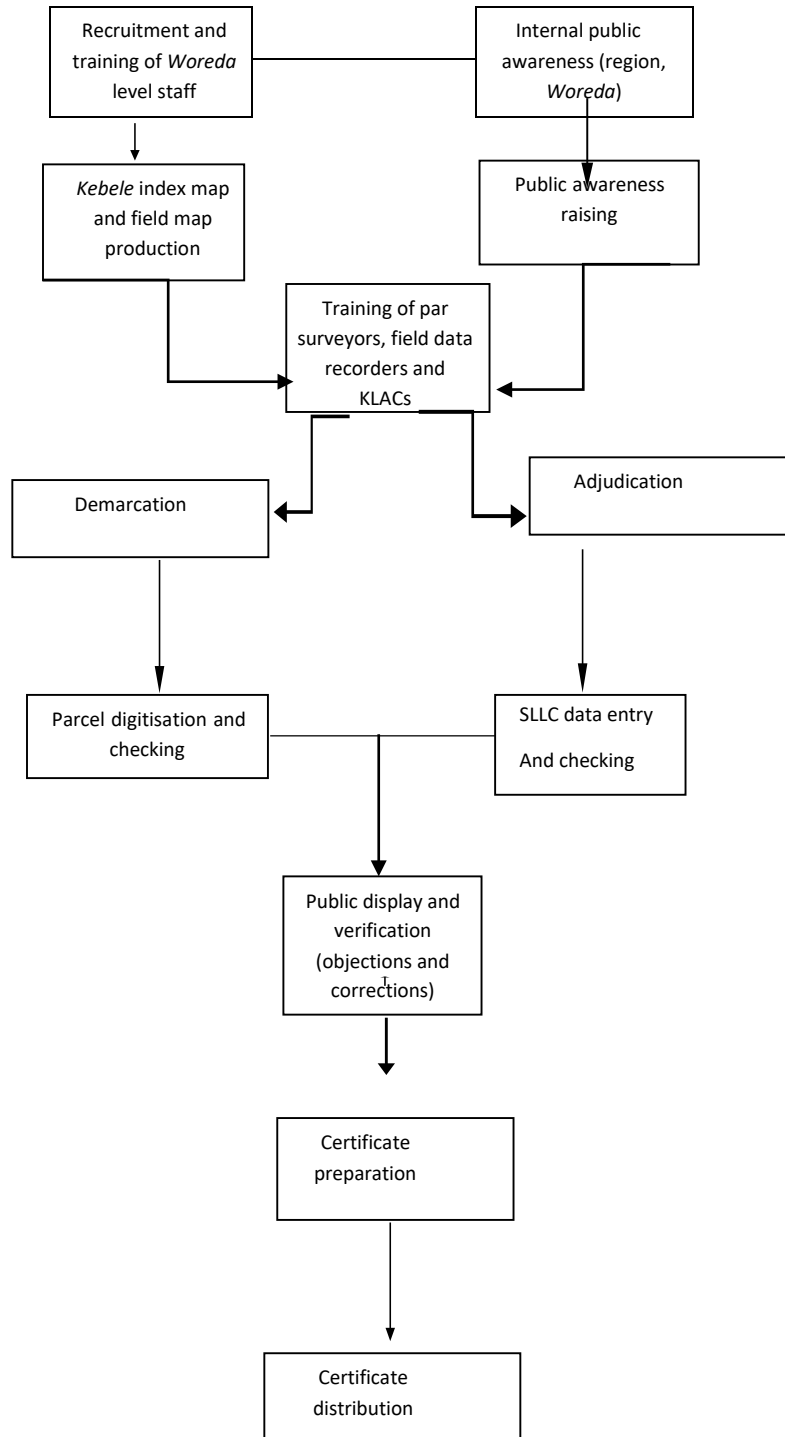 Recruitment and
training of Woreda
level staff
Internal public
awareness (region,
Woreda)
Kebele index map
and field map
production
Public awareness
raising
Training of par
surveyors, field data
recorders and
KLACs
Demarcation
Adjudication
Parcel digitisation and
checking
SLLC data entry
And checking
Public display and
verification
(objections and
corrections)
Certificate
preparation
Certificate
distribution